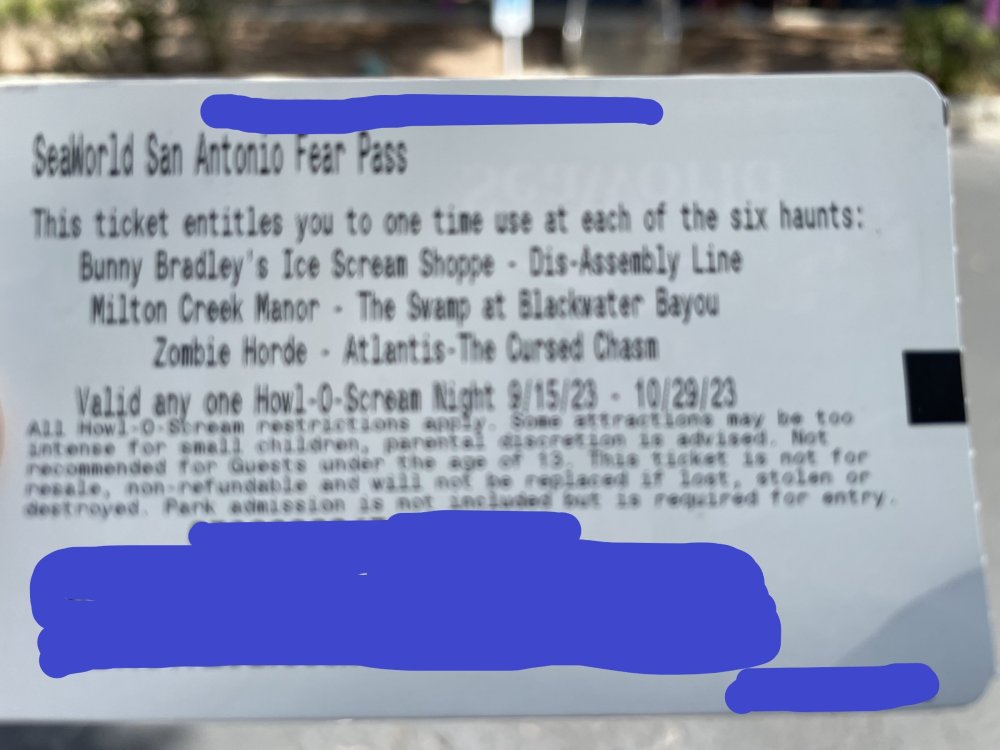 SeaWorld San Antonio Fear Pass
This ticket entitles you to one time use at each of the six haunts:
Bunny Bradley's Ice Scream Shoppe - Dis-Assembly Line
Milton Creek Manor - The Swamp at Blackwater Bayou
Zombie Horde - Atlantis-The Cursed Chasm
Valid any one Howl-O-Scream Night 9/15/23 - 10/29/23
All Howl-O-Scream restrictions apply. Some attractions may be too
intense for small children, parental discretion is advised. Not
recommended for Guests under the age of 13. This ticket is not for
resale, non-refundable and will not be replaced if lost, stolen or
destroyed. Park admission is not included but is required for entry.